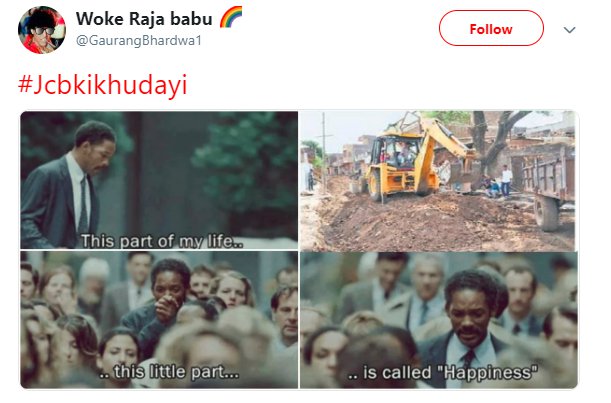 Woke Raja babu 🌈
@GaurangBhardwa1
Follow
#Jcbkikhudayi
This part of my life..
.. this little part...
.. is called "Happiness"